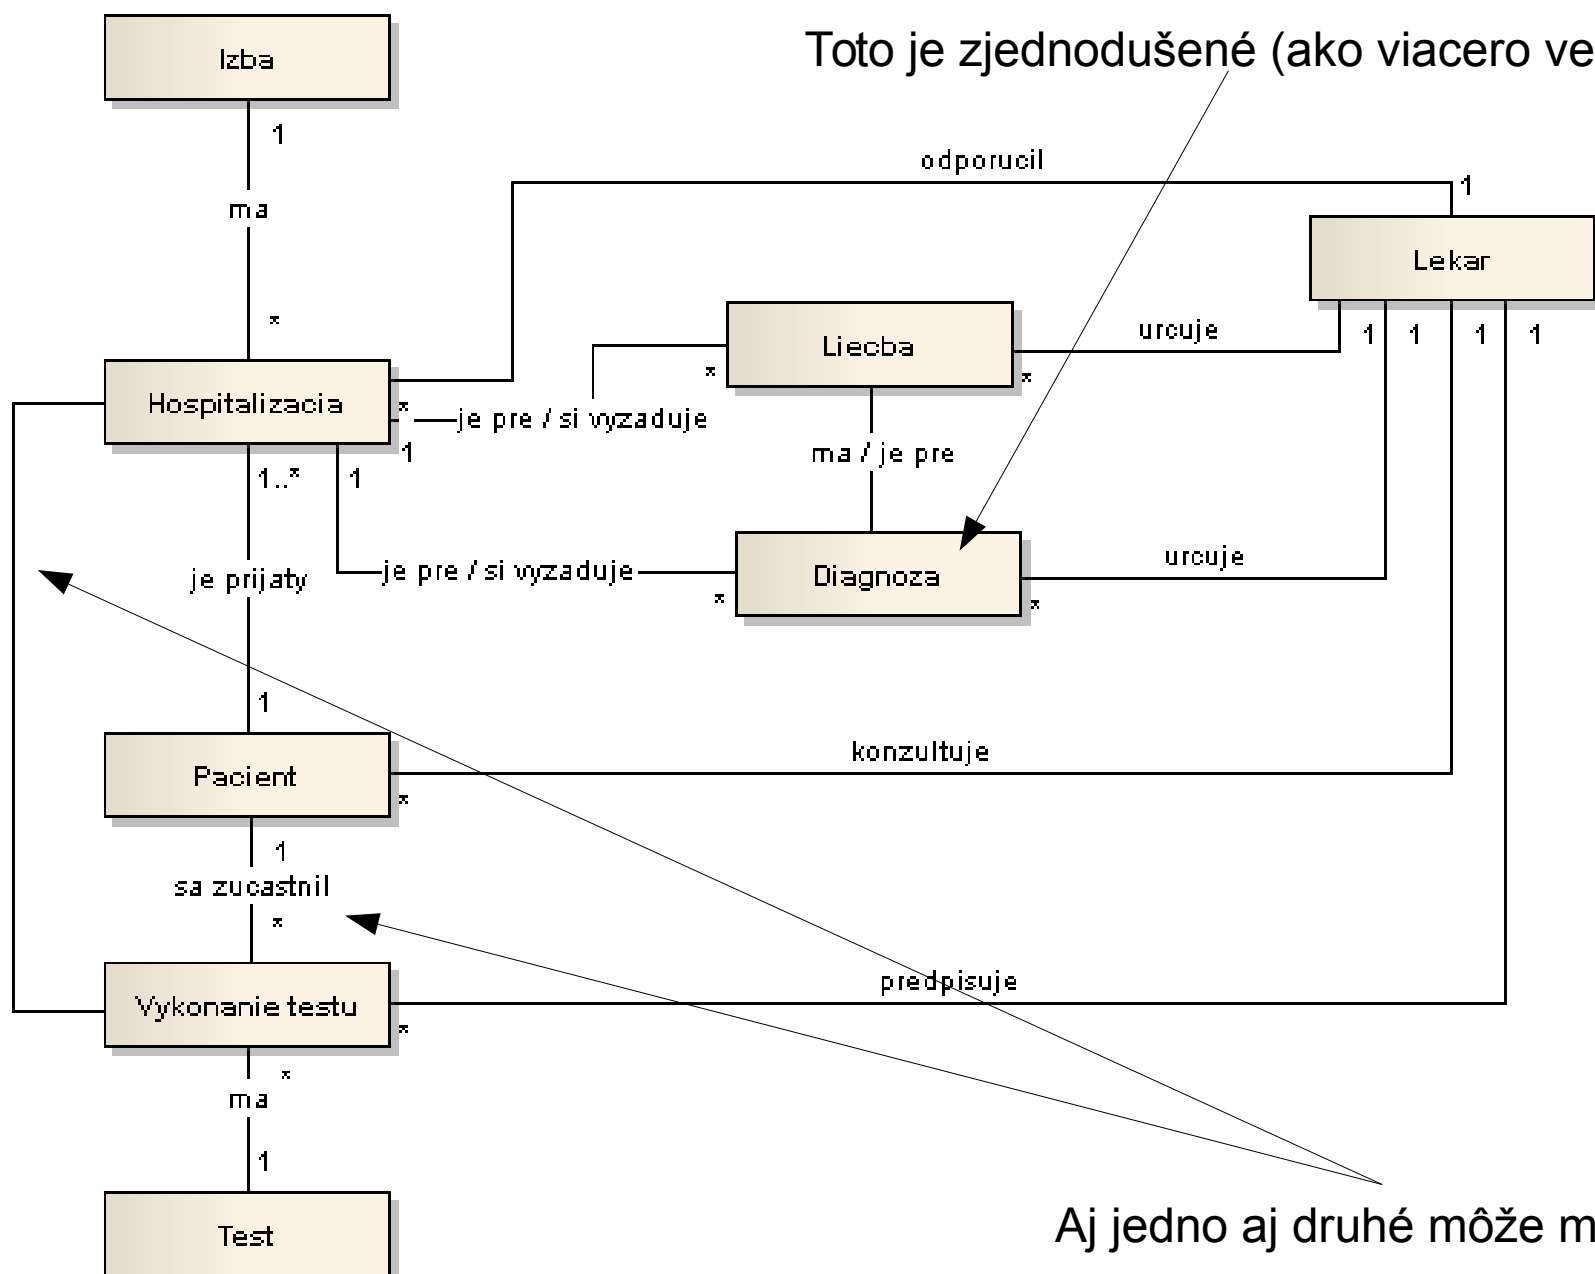 Izba
Toto je zjednodušené (ako viacero ve
1
odporucil
1
ma
Lekar
*
Liecba
urcuje
1 1 1 1
* *
Hospitalizacia
*
je pre / si vyzaduje
1
ma / je pre
1..* 1
je prijaty
je pre / si vyzaduje
Diagnoza
urcuje
* *
1
Pacient
konzultuje
*
1
sa zucastnil
*
predpisuje
Vykonanie testu
*
*
ma
1
Test
Aj jedno aj druhé môže m